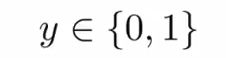 y ∈ {0, 1}